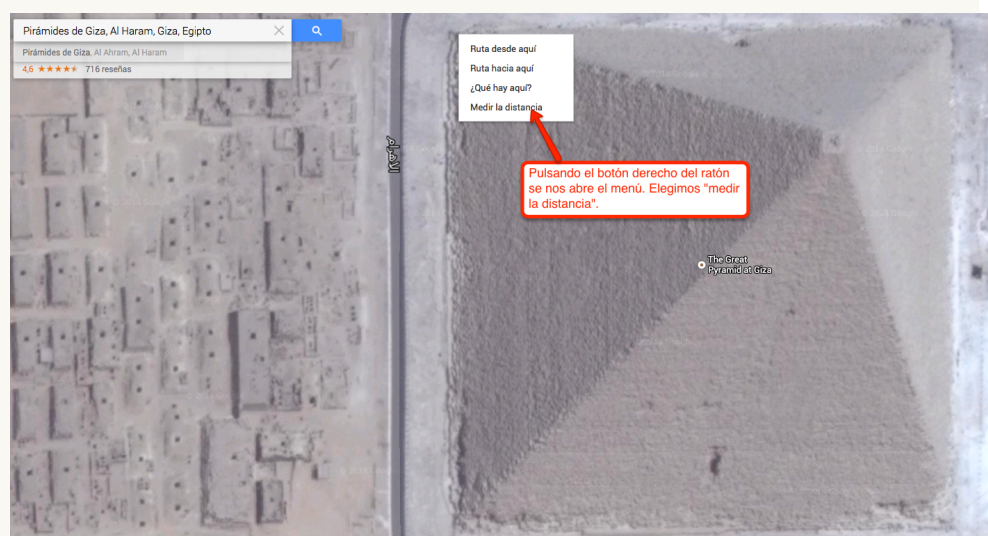 Pirámides de Giza, Al Haram, Giza, Egipto
Pirámides de Giza, Al Ahram, Al Haram
4,6 716 reseñas
Ruta desde aquí
Ruta hacia aquí
¿Qué hay aquí?
Medir la distancia
الاهرام
Pulsando el botón derecho del ratón
se nos abre el menú. Elegimos "medir
la distancia".
The Great
Pyramid at Giza